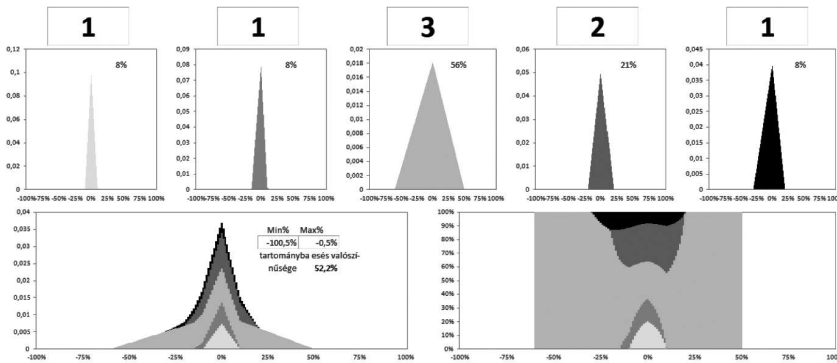 1 1 3 2 1
0,12 0,09 0,02 0,06 0,045
8% 8% 56% 21% 8%
0,1 0,08 0,018 0,05 0,04
0,08 0,07 0,016 0,04 0,035
0,06 0,06 0,014 0,03 0,03
0,04 0,05 0,012 0,02 0,025
0,02 0,04 0,01 0,01 0,02
0 0,03 0,008 0 0,015
0,02 0,006 0,01
0,01 0,004 0,005
0 0,002 0
0
-100%-75% -50% -25% 0% 25% 50% 75% 100% -100%-75% -50% -25% 0% 25% 50% 75% 100% -100%-75% -50% -25% 0% 25% 50% 75% 100% -100%-75% -50% -25% 0% 25% 50% 75% 100% -100%-75% -50% -25% 0% 25% 50% 75% 100%
0,04
0,035
0,03
0,025
0,02
0,015
0,01
0,005
0
Min% Max%
-100,5% -0,5%
tartományba esés valószí-
nűsége 52,2%
-100% -75% -50% -25% 0% 25% 50% 75% 100%
100%
90%
80%
70%
60%
50%
40%
30%
20%
10%
0%
-100% -75% -50% -25% 0% 25% 50% 75% 100%